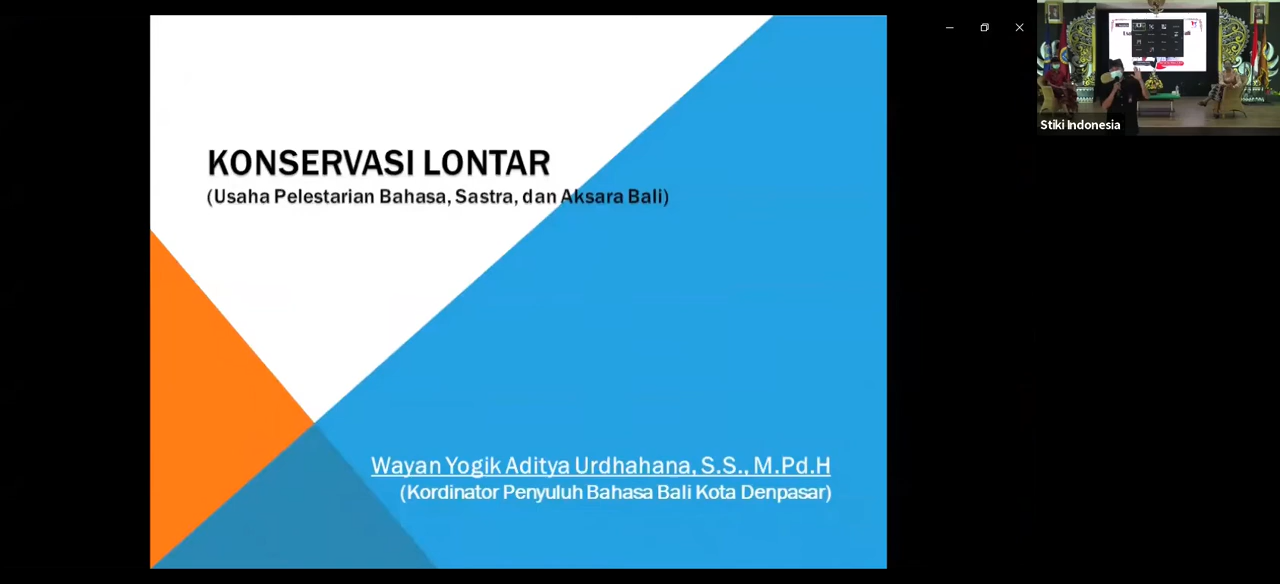 KONSERVASI LONTAR
(Usaha Pelestarian Bahasa, Sastra, dan Aksara Bali)
Wayan Yogik Aditya Urdhahana, S.S., M.Pd.H
(Kordinator Penyuluh Bahasa Bali Kota Denpasar)
Stiki Indonesia